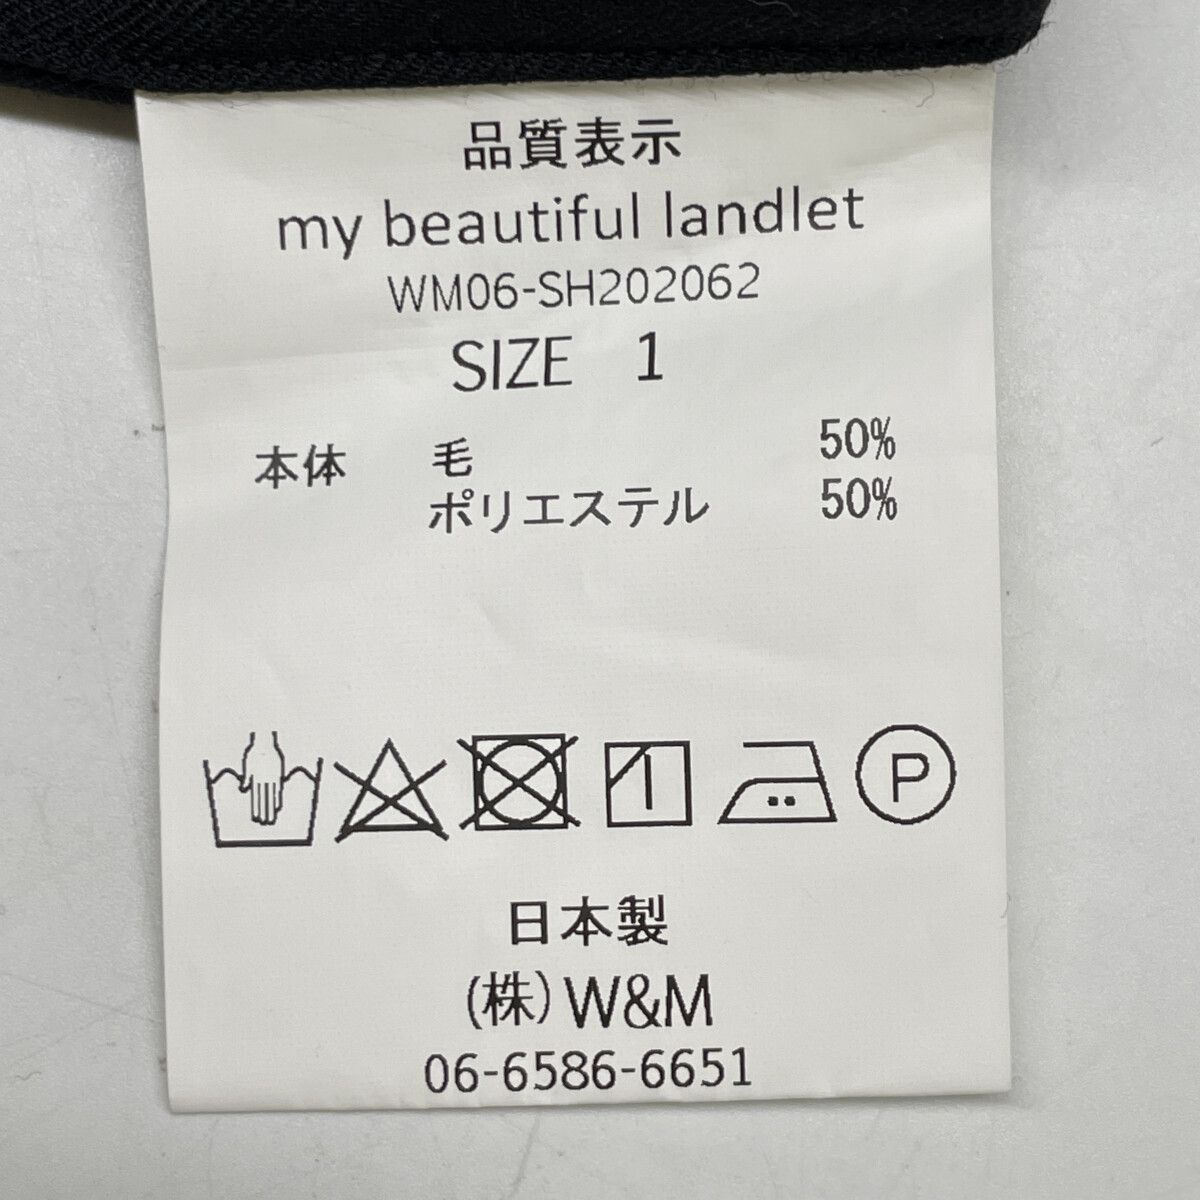 品質表示
my beautiful landlet
WM06-SH202062
SIZE 1
本体 毛 50%
ポリエステル 50%
P
日本製
(株)W&M
06-6586-6651